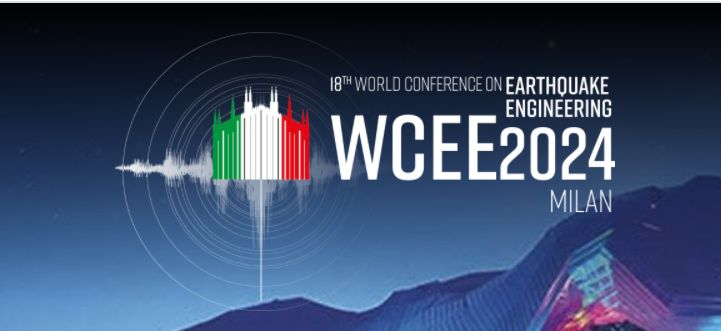 18TH WORLD CONFERENCE ON EARTHQUAKE
ENGINEERING
WCEE2024
MILAN